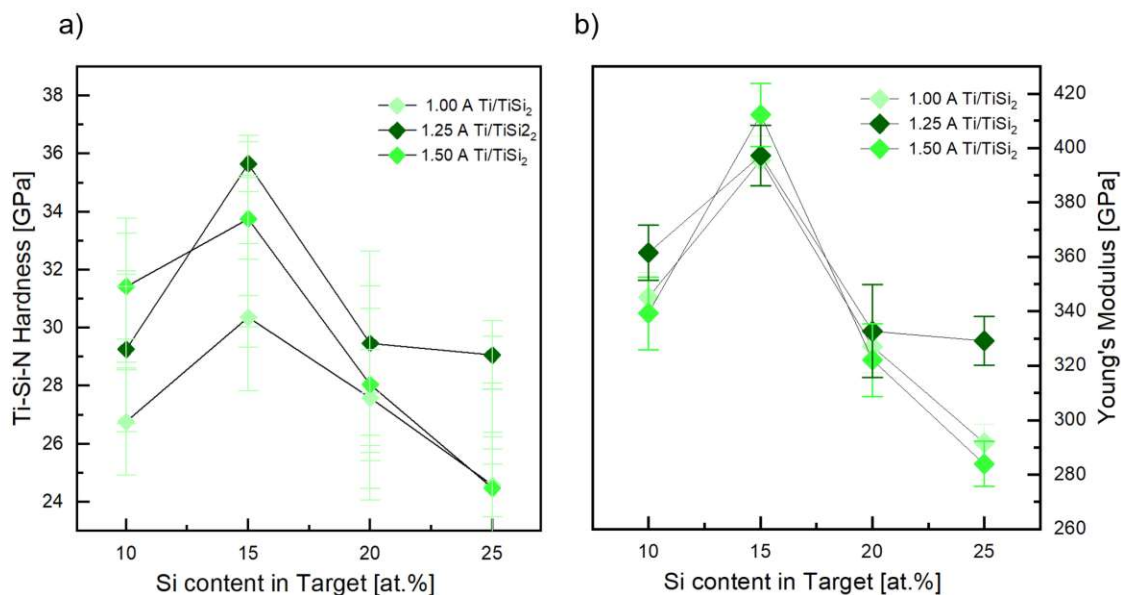 a)
38
36
34
32
30
28
26
24
Ti-Si-N Hardness [GPa]
1.00 A Ti/TiSi₂
1.25 A Ti/TiSi2₂
1.50 A Ti/TiSi₂
10 15 20 25
Si content in Target [at.%]
b)
1.00 A Ti/TiSi₂
1.25 A Ti/TiSi₂
1.50 A Ti/TiSi₂
420
400
380
360
340
320
300
280
260
Young's Modulus [GPa]
10 15 20 25
Si content in Target [at.%]